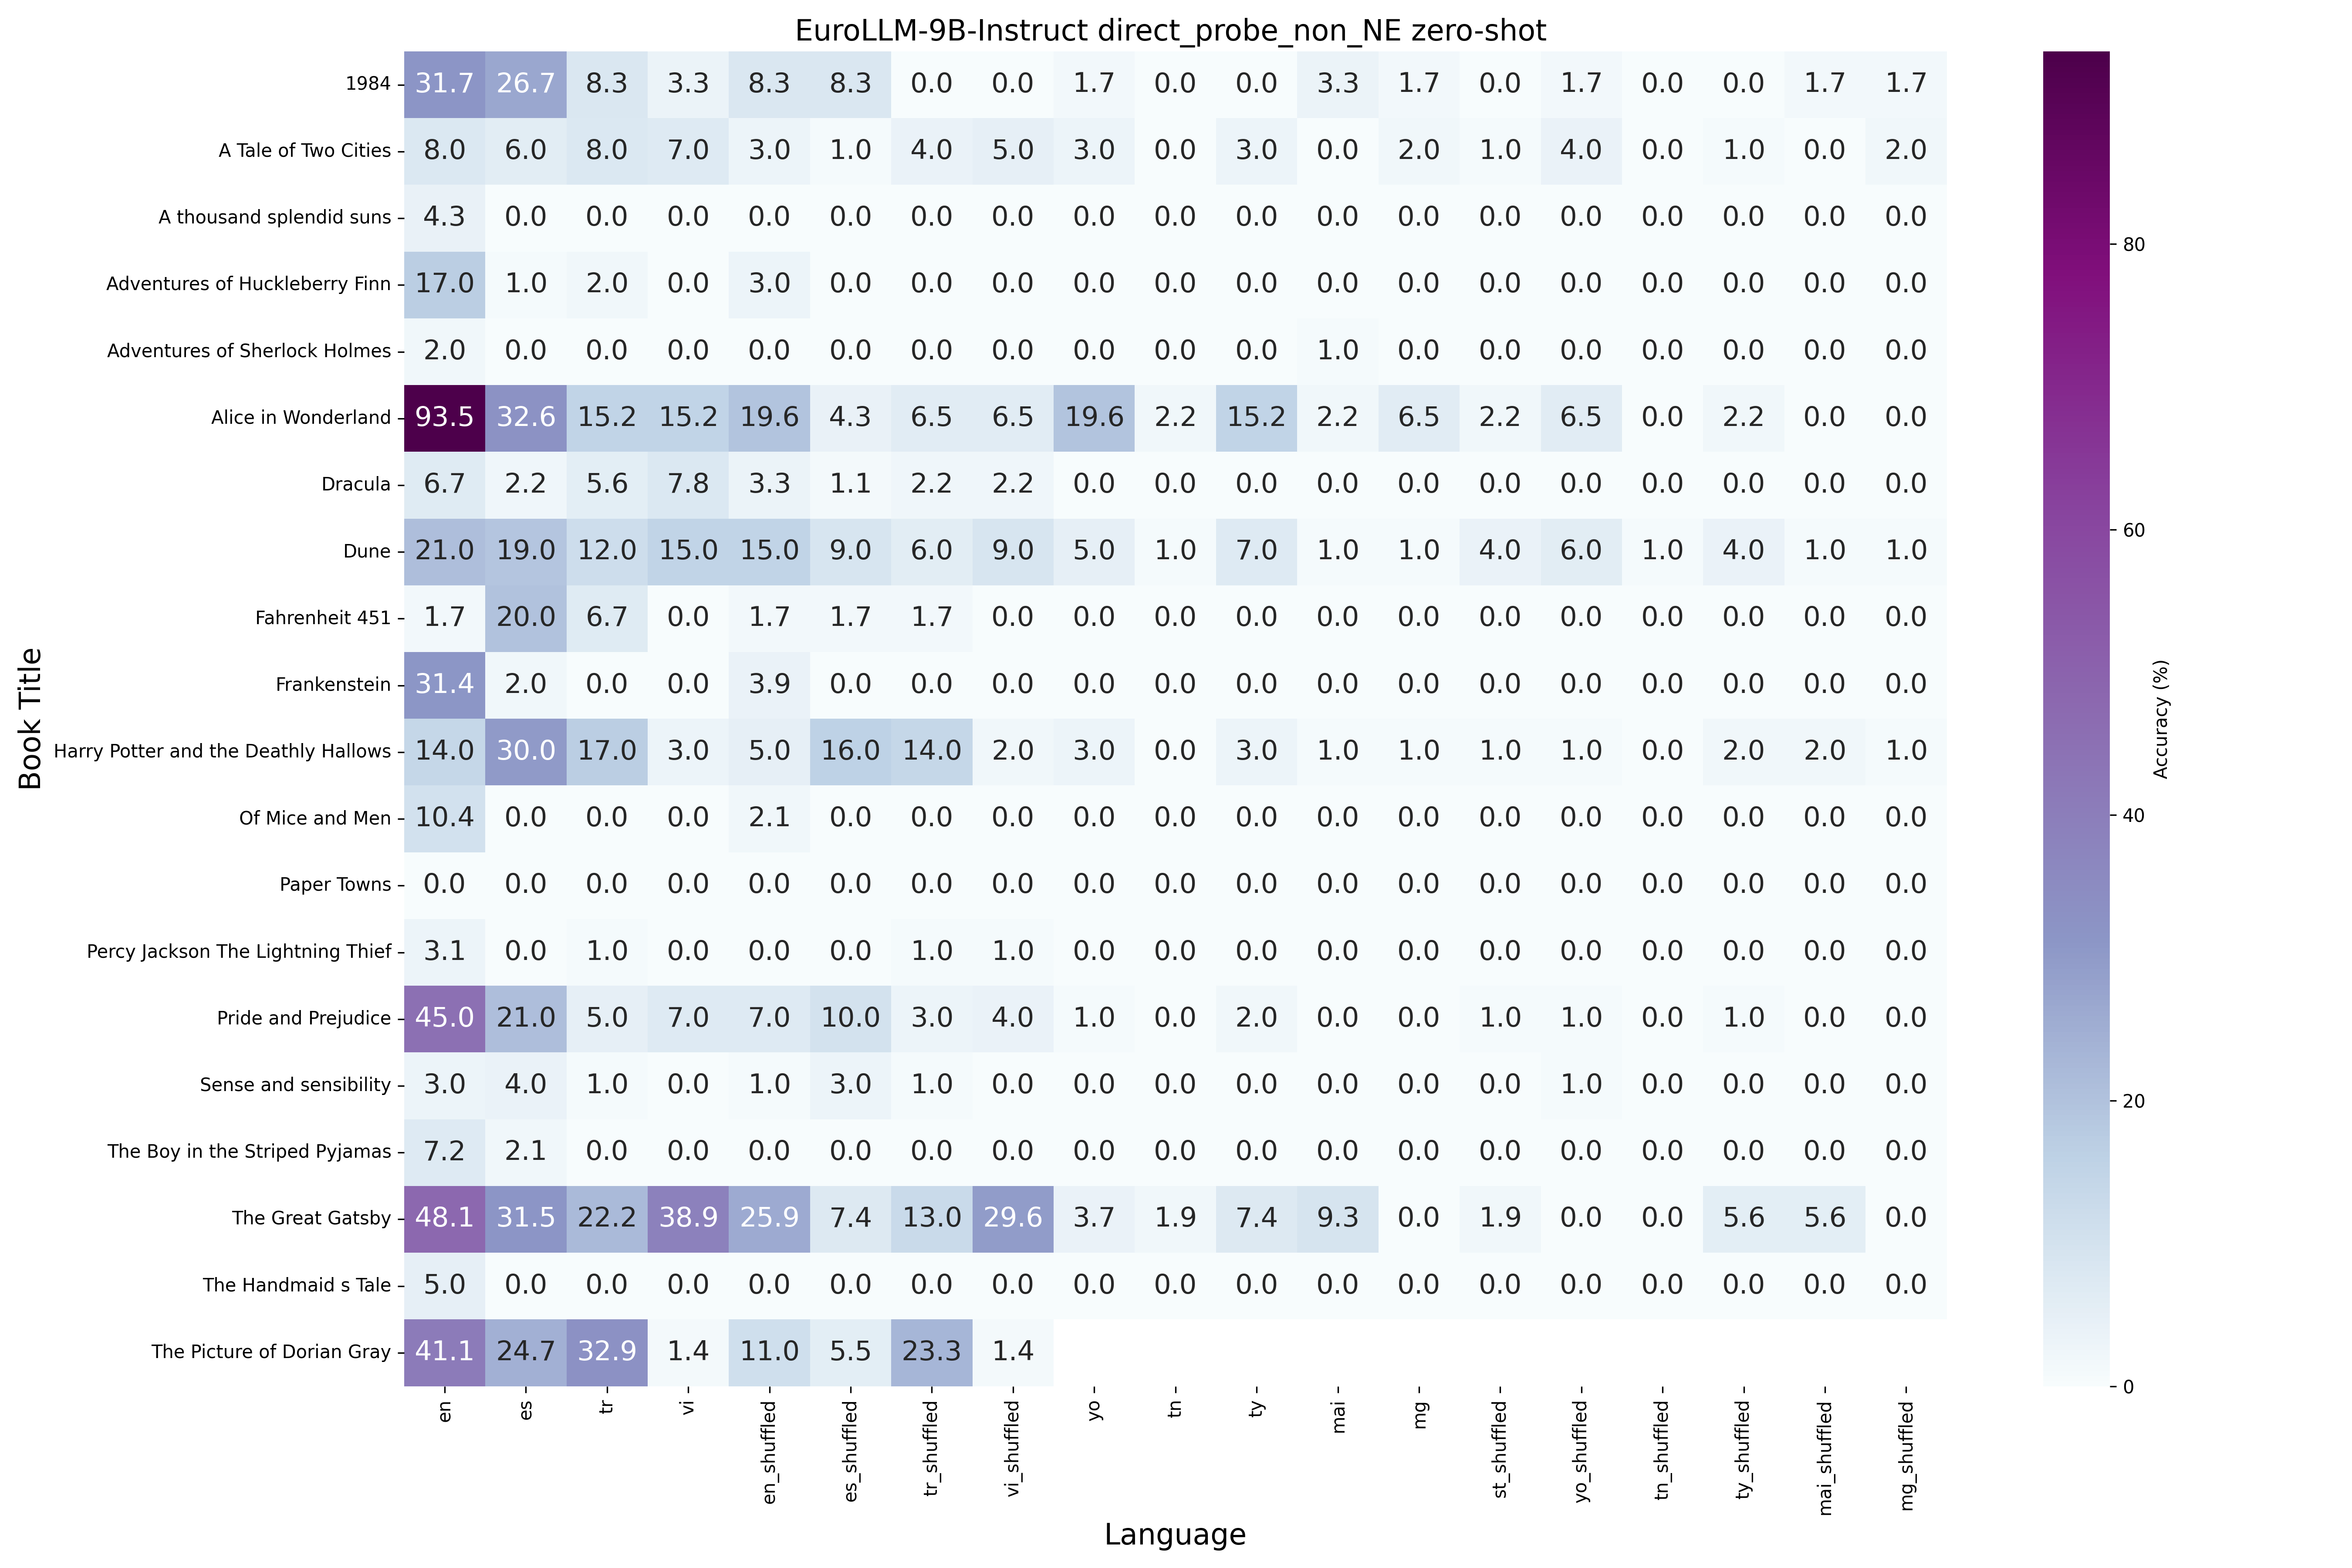 EuroLLM-9B-Instruct direct_probe_non_NE zero-shot
Book Title
1984 31.7 26.7 8.3 3.3 8.3 8.3 0.0 0.0 1.7 0.0 0.0 3.3 1.7 0.0 1.7 0.0 0.0 1.7 1.7
A Tale of Two Cities 8.0 6.0 8.0 7.0 3.0 1.0 4.0 5.0 3.0 0.0 3.0 0.0 2.0 1.0 4.0 0.0 1.0 0.0 2.0
A thousand splendid suns 4.3 0.0 0.0 0.0 0.0 0.0 0.0 0.0 0.0 0.0 0.0 0.0 0.0 0.0 0.0 0.0 0.0 0.0 0.0
Adventures of Huckleberry Finn 17.0 1.0 2.0 0.0 3.0 0.0 0.0 0.0 0.0 0.0 0.0 0.0 0.0 0.0 0.0 0.0 0.0 0.0 0.0
Adventures of Sherlock Holmes 2.0 0.0 0.0 0.0 0.0 0.0 0.0 0.0 0.0 0.0 0.0 1.0 0.0 0.0 0.0 0.0 0.0 0.0 0.0
Alice in Wonderland 93.5 32.6 15.2 15.2 19.6 4.3 6.5 6.5 19.6 2.2 15.2 2.2 6.5 2.2 6.5 0.0 2.2 0.0 0.0
Dracula 6.7 2.2 5.6 7.8 3.3 1.1 2.2 2.2 0.0 0.0 0.0 0.0 0.0 0.0 0.0 0.0 0.0 0.0 0.0
Dune 21.0 19.0 12.0 15.0 15.0 9.0 6.0 9.0 5.0 1.0 7.0 1.0 1.0 4.0 6.0 1.0 4.0 1.0 1.0
Fahrenheit 451 1.7 20.0 6.7 0.0 1.7 1.7 1.7 0.0 0.0 0.0 0.0 0.0 0.0 0.0 0.0 0.0 0.0 0.0 0.0
Frankenstein 31.4 2.0 0.0 0.0 3.9 0.0 0.0 0.0 0.0 0.0 0.0 0.0 0.0 0.0 0.0 0.0 0.0 0.0 0.0
Harry Potter and the Deathly Hallows 14.0 30.0 17.0 3.0 5.0 16.0 14.0 2.0 3.0 0.0 3.0 1.0 1.0 1.0 1.0 0.0 2.0 2.0 1.0
Of Mice and Men 10.4 0.0 0.0 0.0 2.1 0.0 0.0 0.0 0.0 0.0 0.0 0.0 0.0 0.0 0.0 0.0 0.0 0.0 0.0
Paper Towns 0.0 0.0 0.0 0.0 0.0 0.0 0.0 0.0 0.0 0.0 0.0 0.0 0.0 0.0 0.0 0.0 0.0 0.0 0.0
Percy Jackson The Lightning Thief 3.1 0.0 1.0 0.0 0.0 0.0 1.0 1.0 0.0 0.0 0.0 0.0 0.0 0.0 0.0 0.0 0.0 0.0 0.0
Pride and Prejudice 45.0 21.0 5.0 7.0 7.0 10.0 3.0 4.0 1.0 0.0 2.0 0.0 0.0 1.0 1.0 0.0 1.0 0.0 0.0
Sense and sensibility 3.0 4.0 1.0 0.0 1.0 3.0 1.0 0.0 0.0 0.0 0.0 0.0 0.0 0.0 1.0 0.0 0.0 0.0 0.0
The Boy in the Striped Pyjamas 7.2 2.1 0.0 0.0 0.0 0.0 0.0 0.0 0.0 0.0 0.0 0.0 0.0 0.0 0.0 0.0 0.0 0.0 0.0
The Great Gatsby 48.1 31.5 22.2 38.9 25.9 7.4 13.0 29.6 3.7 1.9 7.4 9.3 0.0 1.9 0.0 0.0 5.6 5.6 0.0
The Handmaid s Tale 5.0 0.0 0.0 0.0 0.0 0.0 0.0 0.0 0.0 0.0 0.0 0.0 0.0 0.0 0.0 0.0 0.0 0.0 0.0
The Picture of Dorian Gray 41.1 24.7 32.9 1.4 11.0 5.5 23.3 1.4
en es tr vi en_shuffled es_shuffled tr_shuffled vi_shuffled yo tn ty mai mg st_shuffled yo_shuffled tn_shuffled ty_shuffled mai_shuffled mg_shuffled
Language
80
60
40
20
0
Accuracy (%)